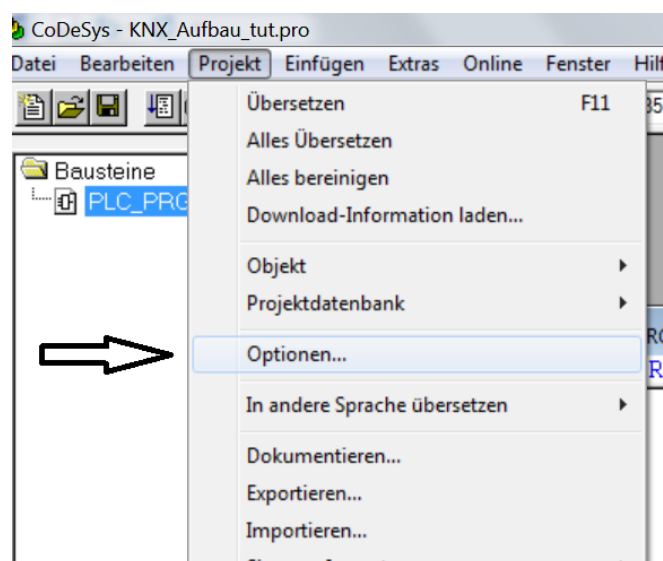 CoDeSys - KNX_Aufbau_tut.pro
Datei Bearbeiten Projekt Einfügen Extras Online Fenster
Übersetzen F11
Alles Übersetzen
Alles bereinigen
Download-Information laden...
Objekt
Projektdatenbank
Optionen...
In andere Sprache übersetzen
Dokumentieren...
Exportieren...
Importieren...
Bausteine
PLC_PRG